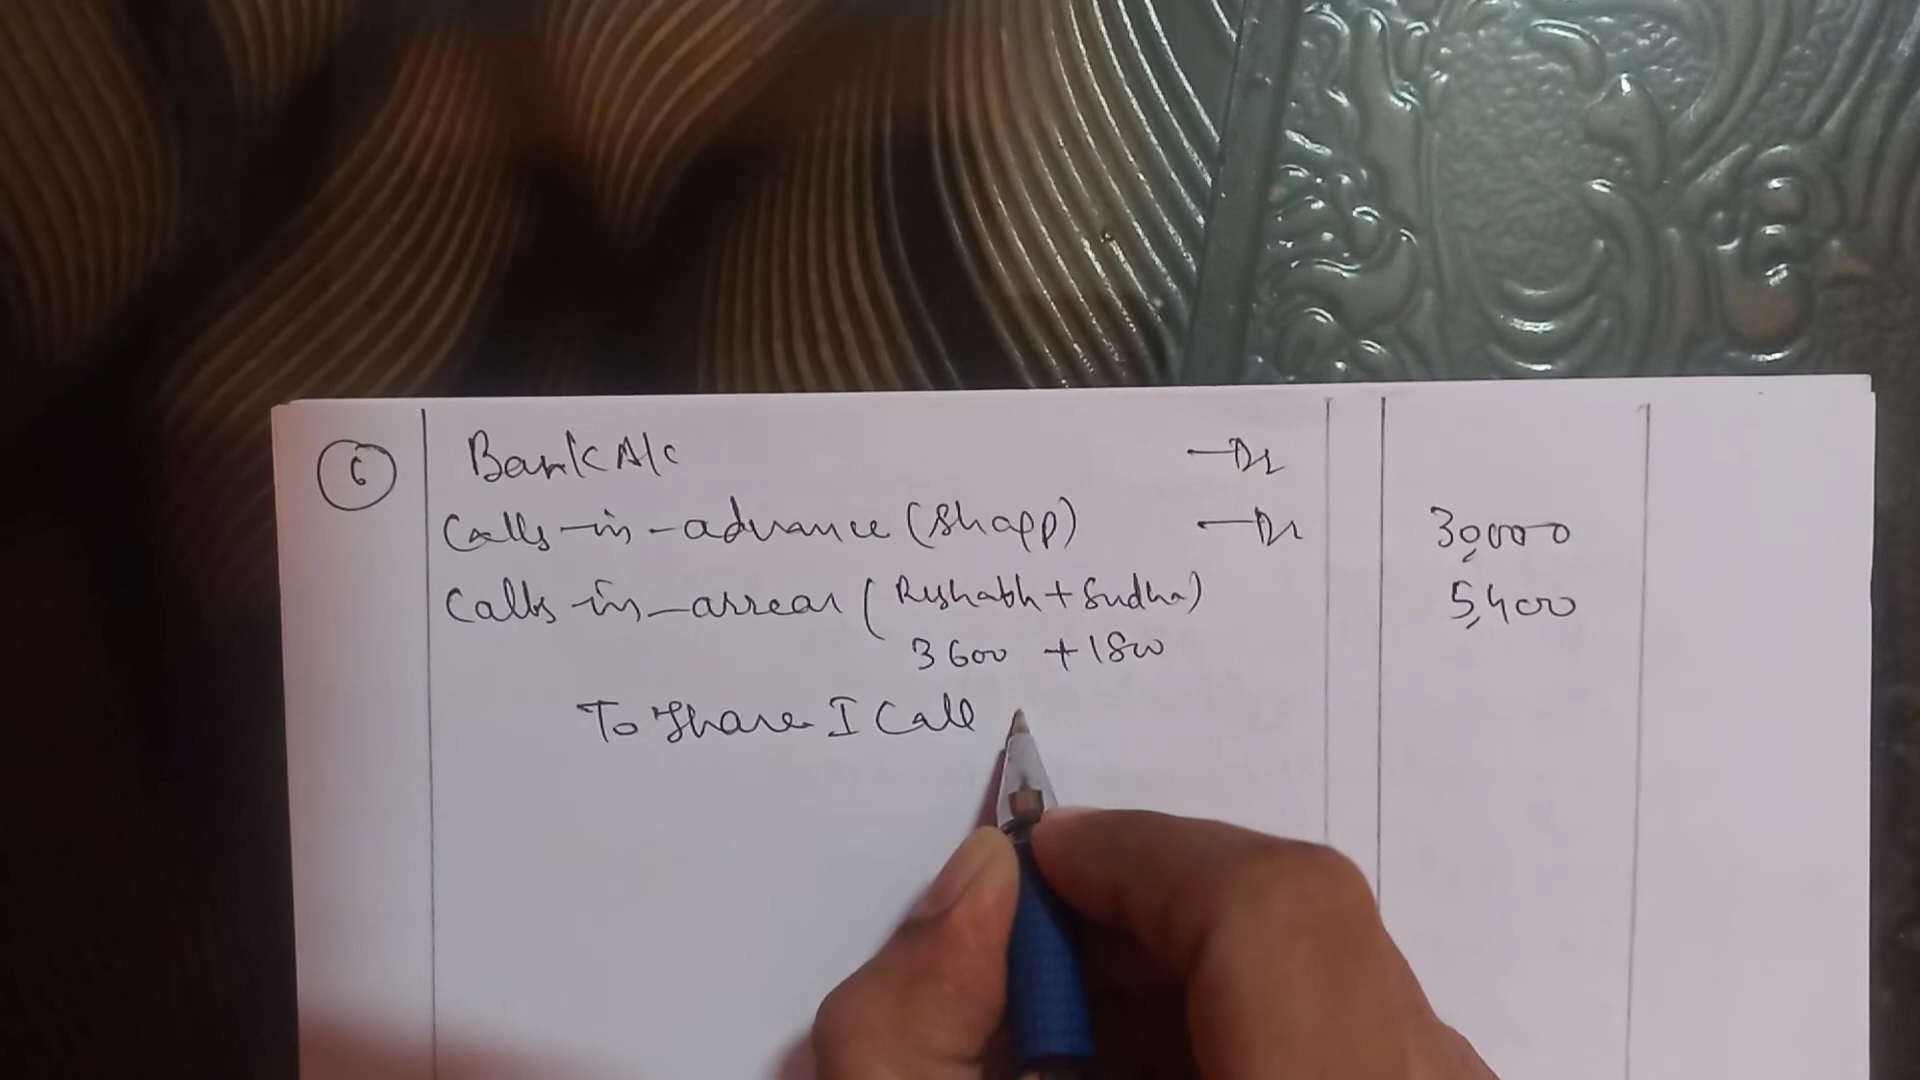 6 Bank A/c Dr
Calls-in-advance (Shapp) Dr 30,000
Calls-in-arrear (Rishabh + Sudha) 5,400
3600 + 1800
To Share I Call